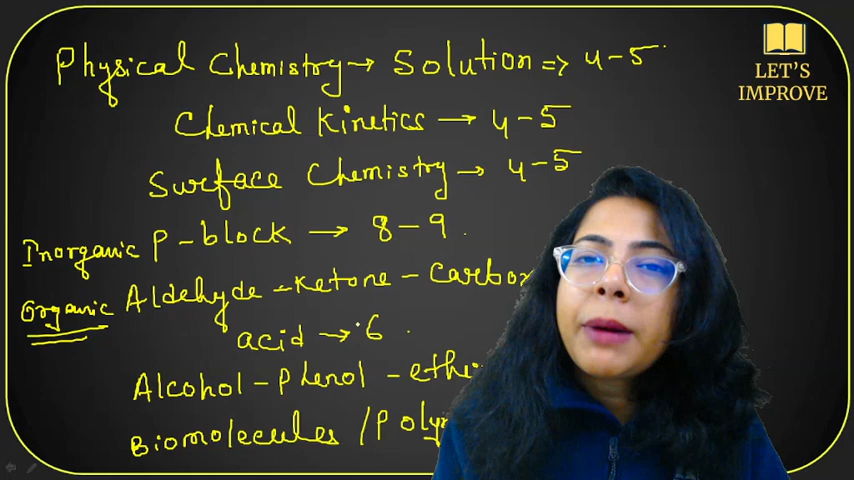 Physical Chemistry → Solution => 4-5
Chemical Kinetics → 4-5
Surface Chemistry → 4-5
Inorganic P-block → 8-9
Organic Aldehyde - Ketone - Carbox
acid → 6
Alcohol - Phenol - ethe
Biomolecules / Poly
LET'S
IMPROVE